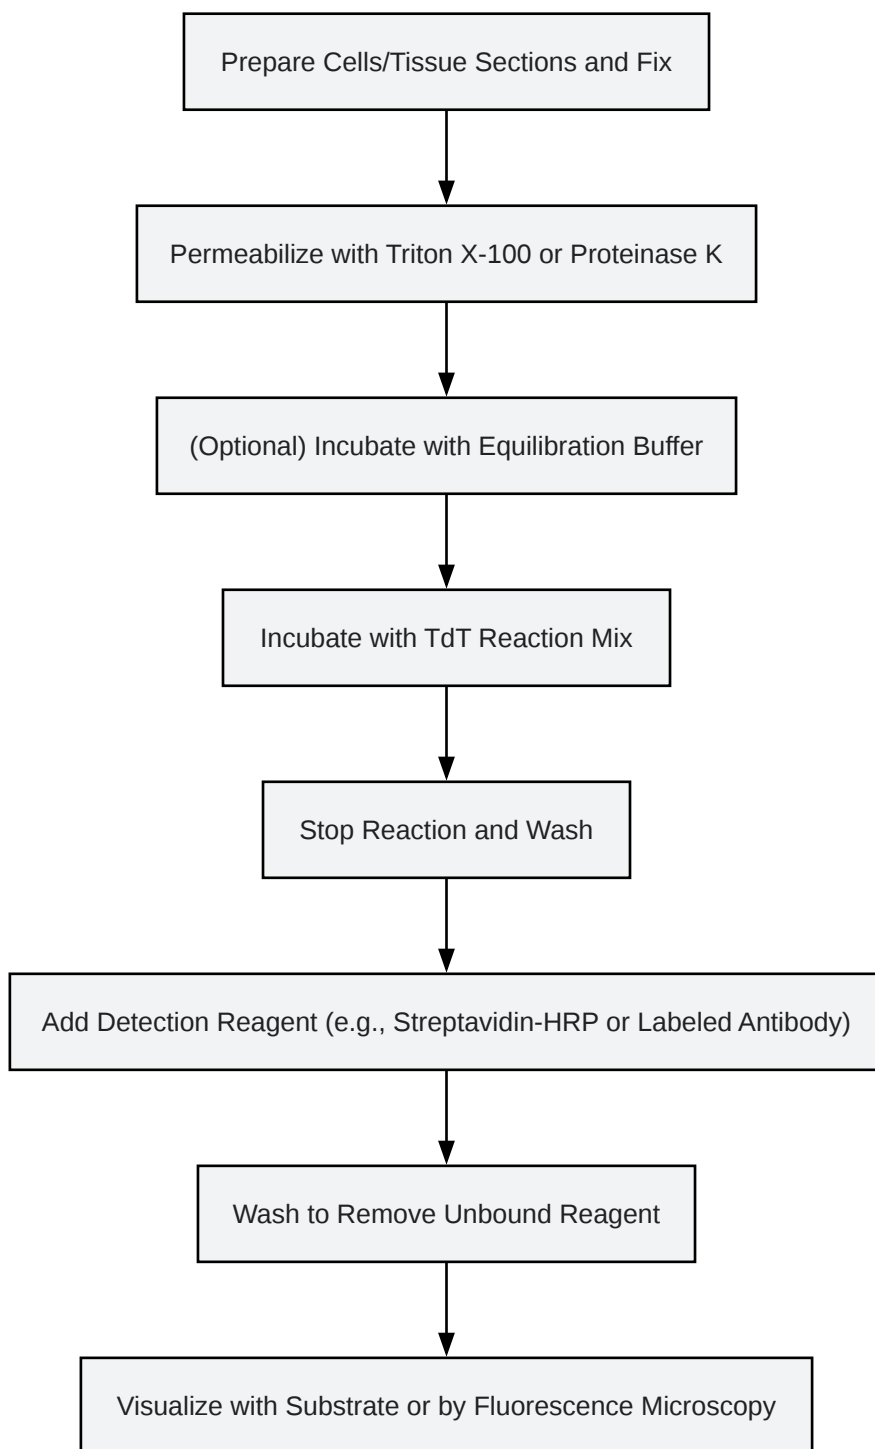 Prepare Cells/Tissue Sections and Fix
Permeabilize with Triton X-100 or Proteinase K
(Optional) Incubate with Equilibration Buffer
Incubate with TdT Reaction Mix
Stop Reaction and Wash
Add Detection Reagent (e.g., Streptavidin-HRP or Labeled Antibody)
Wash to Remove Unbound Reagent
Visualize with Substrate or by Fluorescence Microscopy